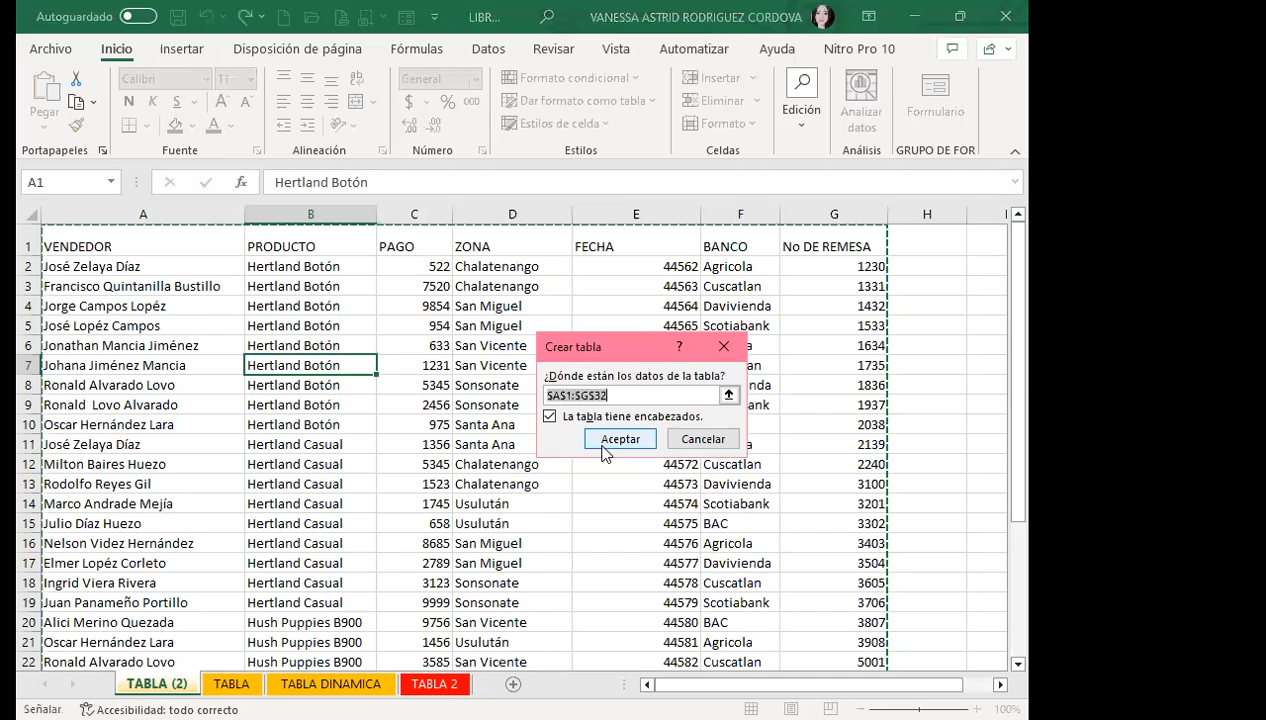 Autoguardado LIBR... VANESSA ASTRID RODRIGUEZ CORDOVA
Archivo Inicio Insertar Disposición de página Fórmulas Datos Revisar Vista Automatizar Ayuda Nitro Pro 10
Pegar Calibri 11 General Formato condicional Insertar Edición Analizar datos Formulario
N K S $ % 000 Dar formato como tabla Eliminar
Estilos de celda Formato
Portapapeles Fuente Alineación Número Estilos Celdas Análisis GRUPO DE FOR
A1 fx Hertland Botón
A B C D E F G H I
1 VENDEDOR PRODUCTO PAGO ZONA FECHA BANCO No DE REMESA
2 José Zelaya Díaz Hertland Botón 522 Chalatenango 44562 Agricola 1230
3 Francisco Quintanilla Bustillo Hertland Botón 7520 Chalatenango 44563 Cuscatlan 1331
4 Jorge Campos Lopéz Hertland Botón 9854 San Miguel 44564 Davivienda 1432
5 José Lopéz Campos Hertland Botón 954 San Miguel 44565 Scotiabank 1533
6 Jonathan Mancia Jiménez Hertland Botón 633 San Vicente 1634
7 Johana Jiménez Mancia Hertland Botón 1231 San Vicente 1735
8 Ronald Alvarado Lovo Hertland Botón 5345 Sonsonate 1836
9 Ronald Lovo Alvarado Hertland Botón 2456 Sonsonate 1937
10 Oscar Hernández Lara Hertland Botón 975 Santa Ana 2038
11 José Zelaya Díaz Hertland Casual 1356 Santa Ana 2139
12 Milton Baires Huezo Hertland Casual 5345 Chalatenango 44572 Cuscatlan 2240
13 Rodolfo Reyes Gil Hertland Casual 1523 Chalatenango 44573 Davivienda 3100
14 Marco Andrade Mejía Hertland Casual 1745 Usulután 44574 Scotiabank 3201
15 Julio Díaz Huezo Hertland Casual 658 Usulután 44575 BAC 3302
16 Nelson Videz Hernández Hertland Casual 8685 San Miguel 44576 Agricola 3403
17 Elmer Lopéz Corleto Hertland Casual 2789 San Miguel 44577 Davivienda 3504
18 Ingrid Viera Rivera Hertland Casual 3123 Sonsonate 44578 Cuscatlan 3605
19 Juan Panameño Portillo Hertland Casual 9999 Sonsonate 44579 Scotiabank 3706
20 Alici Merino Quezada Hush Puppies B900 9756 San Vicente 44580 BAC 3807
21 Oscar Hernández Lara Hush Puppies B900 1456 Usulután 44581 Agricola 3908
22 Ronald Alvarado Lovo Hush Puppies B900 3585 San Vicente 44582 Cuscatlan 5001
Crear tabla ?
¿Dónde están los datos de la tabla?
$A$1:$G$32
La tabla tiene encabezados.
Aceptar Cancelar
TABLA (2) TABLA TABLA DINAMICA TABLA 2
Señalar Accesibilidad: todo correcto 100%